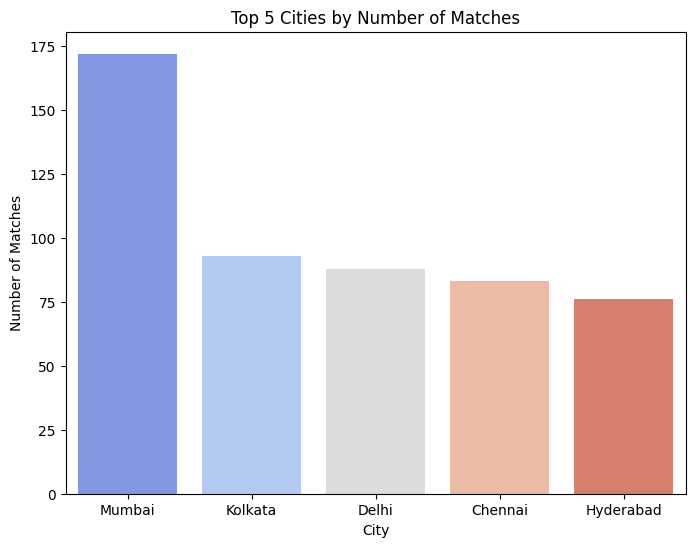 Top 5 Cities by Number of Matches
175
150
125
100
75
50
25
0
Number of Matches
Mumbai Kolkata Delhi Chennai Hyderabad
City